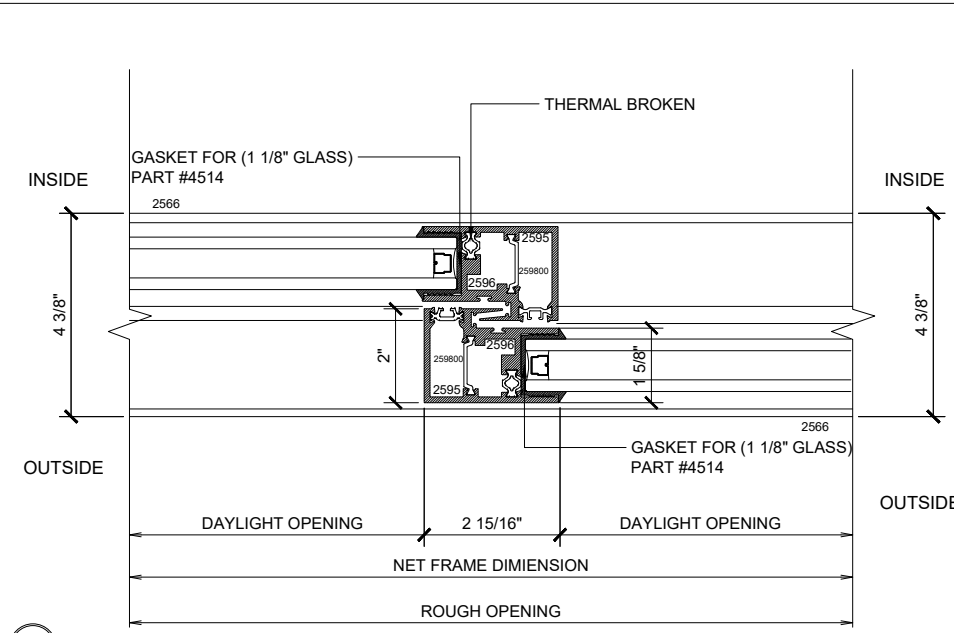 THERMAL BROKEN
GASKET FOR (1 1/8" GLASS)
PART #4514
INSIDE
INSIDE
2566
2595
259800
2596
4 3/8"
4 3/8"
2"
2596
1 5/8"
259800
2595
2566
GASKET FOR (1 1/8" GLASS)
PART #4514
OUTSIDE
OUTSIDE
DAYLIGHT OPENING
2 15/16"
DAYLIGHT OPENING
NET FRAME DIMIENSION
ROUGH OPENING